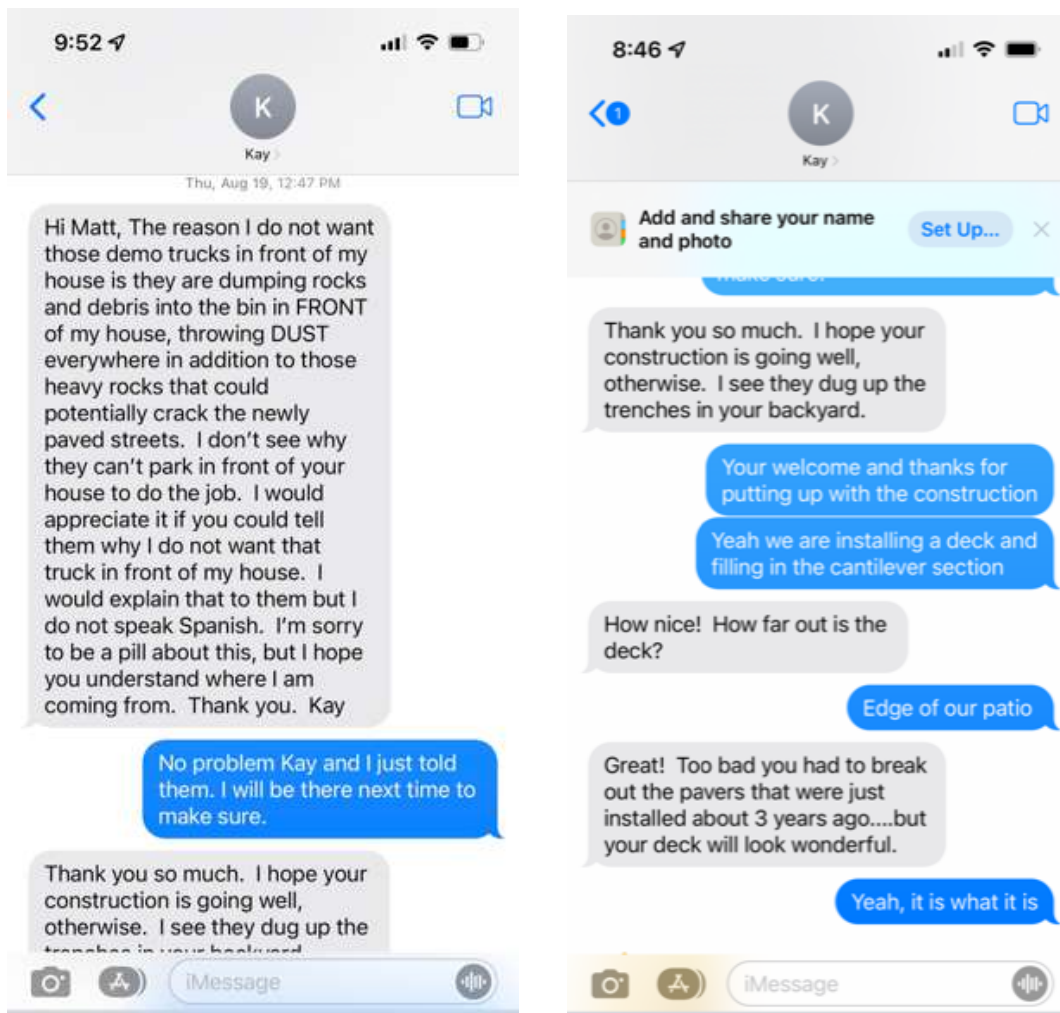 9:52
K
Kay
Thu, Aug 19, 12:47 PM
Hi Matt, The reason I do not want
those demo trucks in front of my
house is they are dumping rocks
and debris into the bin in FRONT
of my house, throwing DUST
everywhere in addition to those
heavy rocks that could
potentially crack the newly
paved streets. I don't see why
they can't park in front of your
house to do the job. I would
appreciate it if you could tell
them why I do not want that
truck in front of my house. I
would explain that to them but I
do not speak Spanish. I'm sorry
to be a pill about this, but I hope
you understand where I am
coming from. Thank you. Kay
No problem Kay and I just told
them. I will be there next time to
make sure.
Thank you so much. I hope your
construction is going well,
otherwise. I see they dug up the
trenches in your backyard
iMessage
8:46
1
K
Kay
Add and share your name
and photo
Set Up...
make sure.
Thank you so much. I hope your
construction is going well,
otherwise. I see they dug up the
trenches in your backyard.
Your welcome and thanks for
putting up with the construction
Yeah we are installing a deck and
filling in the cantilever section
How nice! How far out is the
deck?
Edge of our patio
Great! Too bad you had to break
out the pavers that were just
installed about 3 years ago....but
your deck will look wonderful.
Yeah, it is what it is
iMessage